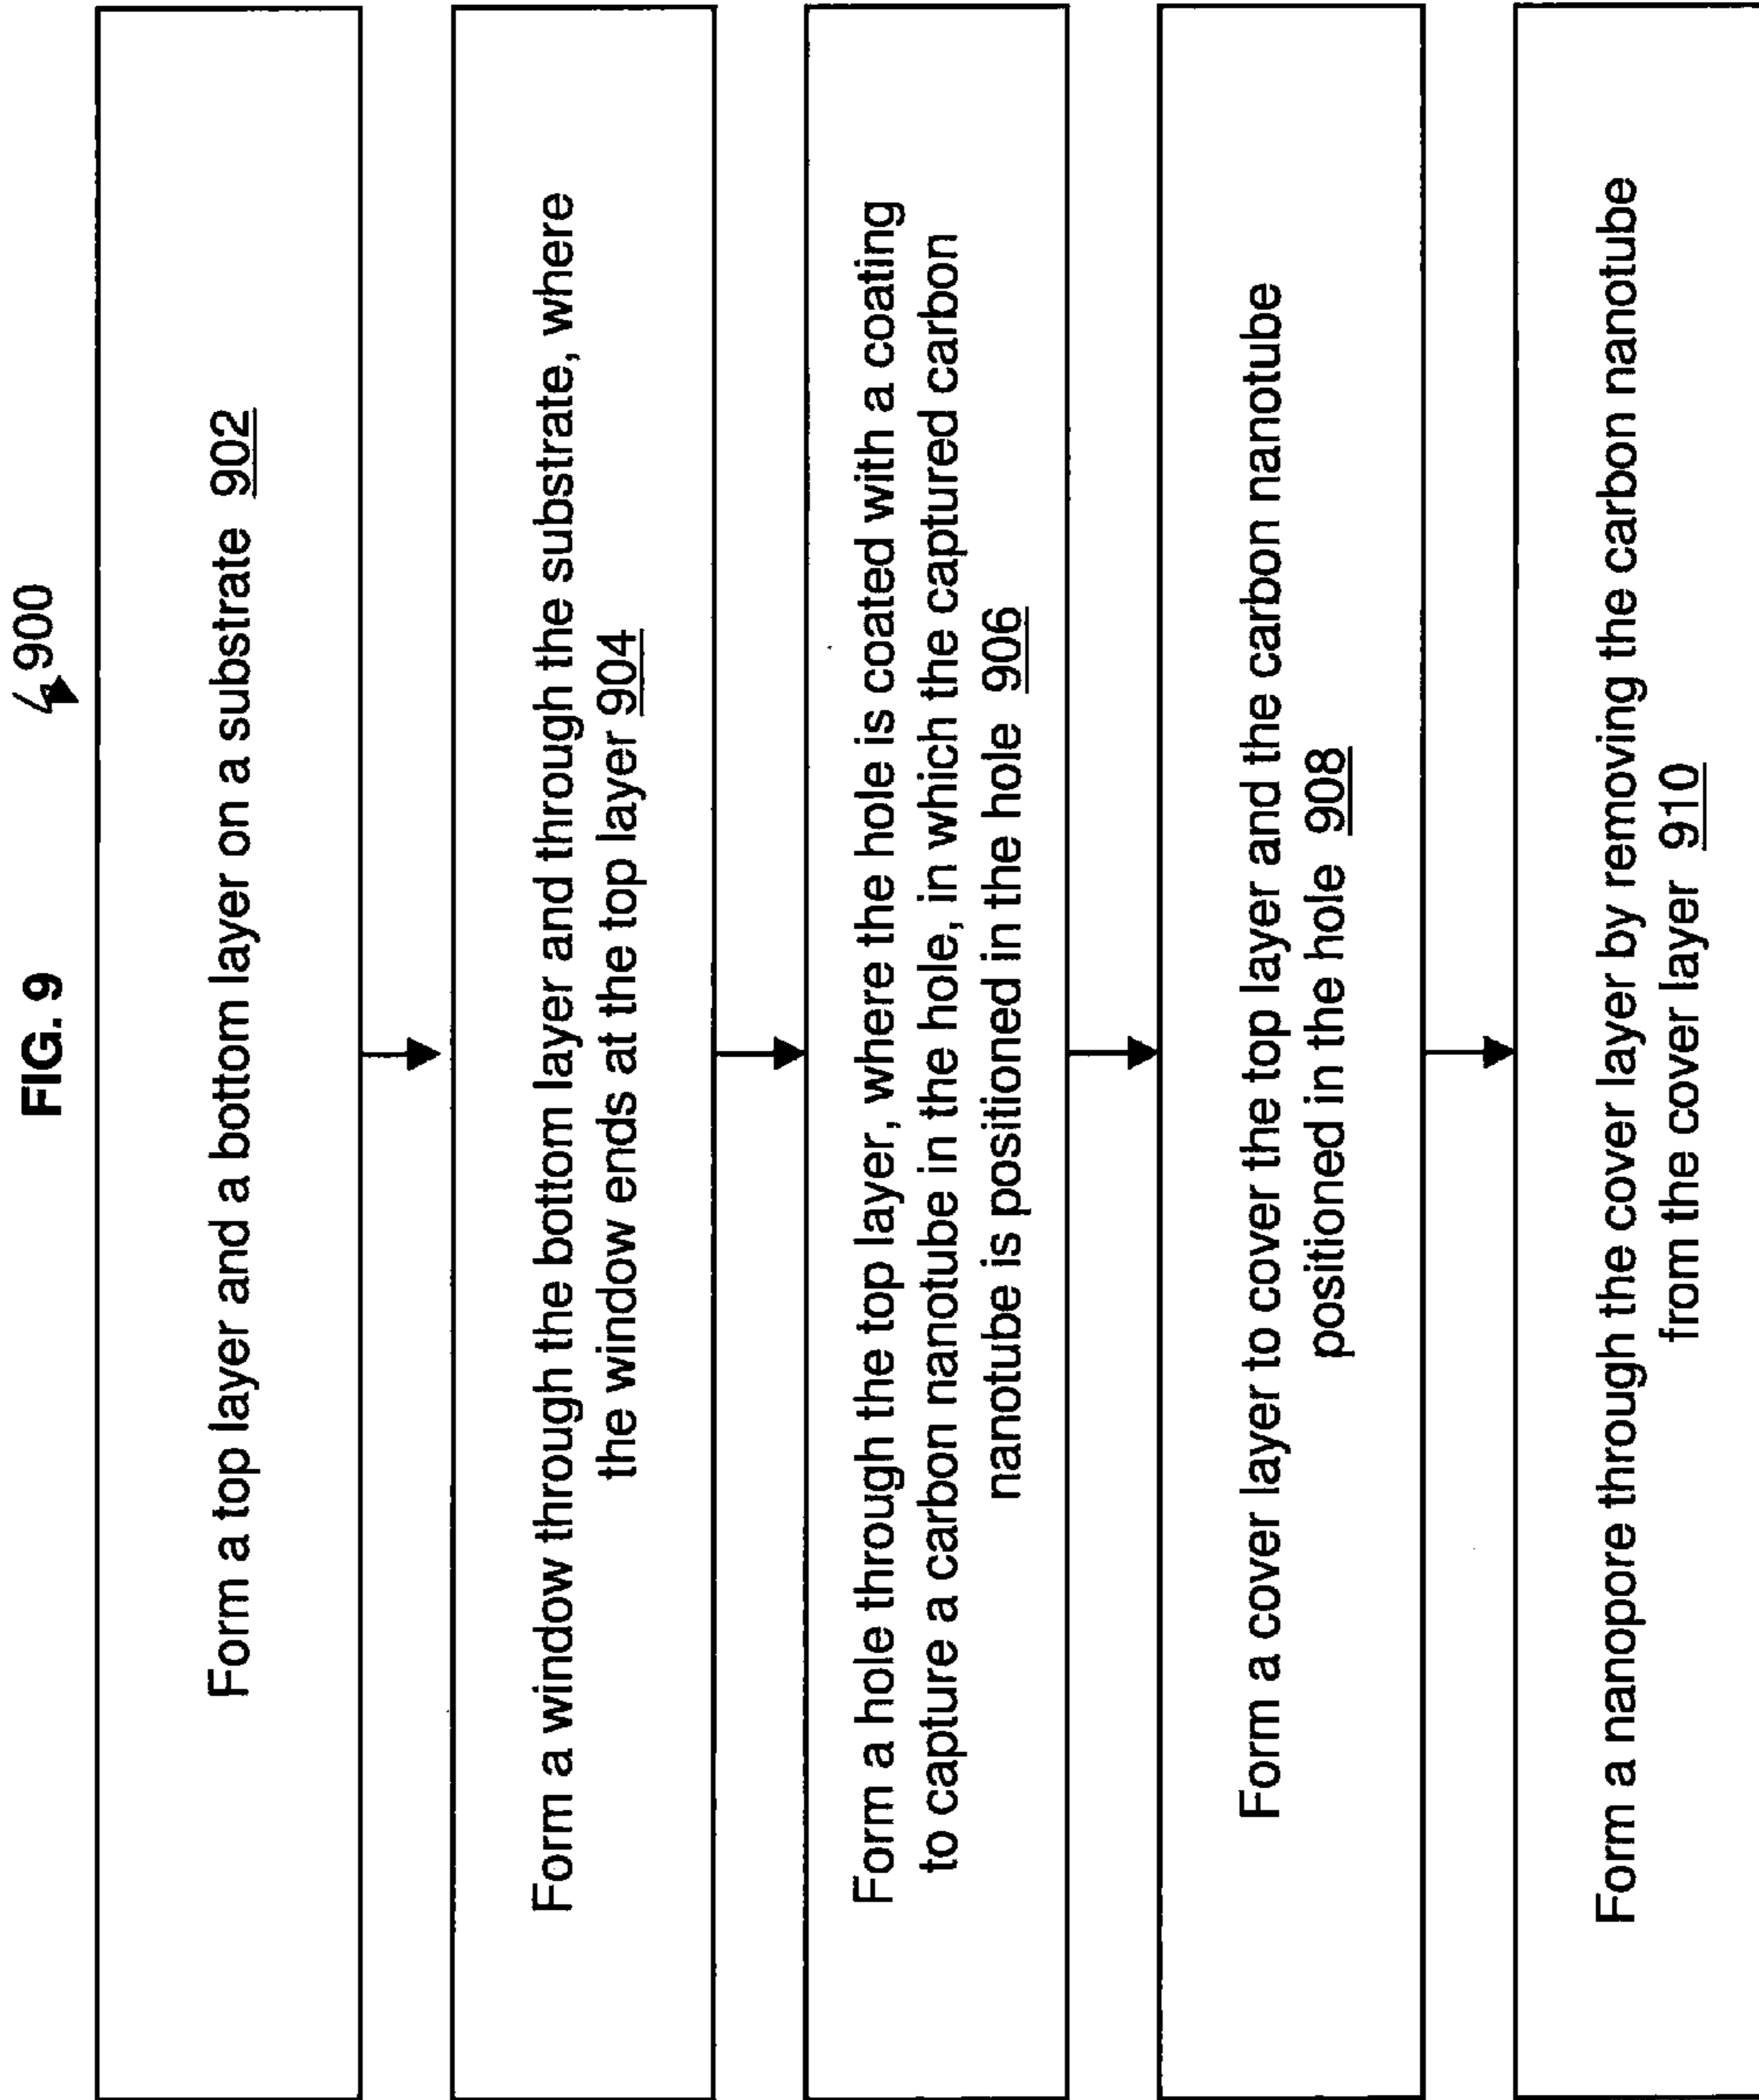 FIG. 9
900
Form a top layer and a bottom layer on a substrate 902
Form a window through the bottom layer and through the substrate, where
the window ends at the top layer 904
Form a hole through the top layer, where the hole is coated with a coating
to capture a carbon nanotube in the hole, in which the captured carbon
nanotube is positioned in the hole 906
Form a cover layer to cover the top layer and the carbon nanotube
positioned in the hole 908
Form a nanopore through the cover layer by removing the carbon nanotube
from the cover layer 910